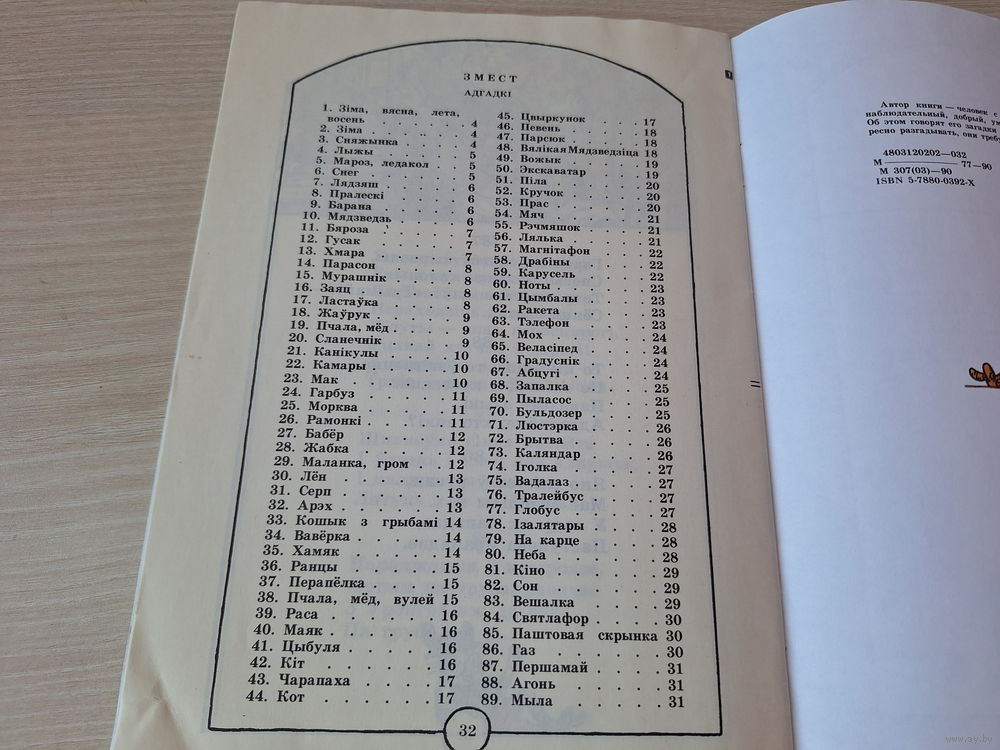 ЗМЕСТ
АДГАДКІ
1. Зіма, вясна, лета,
восень . . . . . . 4
2. Зіма . . . . . . 4
3. Сняжынка . . . . 4
4. Лыжы . . . . . . 5
5. Мароз, ледакол . . 5
6. Снег . . . . . . 5
7. Лядзяш . . . . . 6
8. Пралескі . . . . 6
9. Барана . . . . . 6
10. Мядзведзь . . . . 6
11. Бяроза . . . . . 7
12. Гусак . . . . . 7
13. Хмара . . . . . 7
14. Парасон . . . . 8
15. Мурашнік . . . . 8
16. Заяц . . . . . . 8
17. Ластаўка . . . . 8
18. Жаўрук . . . . . 9
19. Пчала, мёд . . . . 9
20. Сланечнік . . . . 9
21. Канікулы . . . . 10
22. Камары . . . . . 10
23. Мак . . . . . . 10
24. Гарбуз . . . . . 11
25. Морква . . . . . 11
26. Рамонкі . . . . . 11
27. Бабёр . . . . . 12
28. Жабка . . . . . 12
29. Маланка, гром . . 12
30. Лён . . . . . . 13
31. Серп . . . . . . 13
32. Арэх . . . . . . 13
33. Кошык з грыбамі 14
34. Вавёрка . . . . . 14
35. Хамяк . . . . . 14
36. Ранцы . . . . . 15
37. Перапёлка . . . . 15
38. Пчала, мёд, вулей 15
39. Раса . . . . . . 16
40. Маяк . . . . . . 16
41. Цыбуля . . . . . 16
42. Кіт . . . . . . 16
43. Чарапаха . . . . 17
44. Кот . . . . . . 17
45. Цвыркунок . . . 17
46. Певень . . . . . 18
47. Парсюк . . . . . 18
48. Вялікая Мядзведзіца 18
49. Вожык . . . . . 19
50. Экскаватар . . . 19
51. Піла . . . . . . 20
52. Кручок . . . . . 20
53. Прас . . . . . . 20
54. Мяч . . . . . . 21
55. Рэчмяшок . . . . 21
56. Лялька . . . . . 21
57. Магнітафон . . . 22
58. Драбіны . . . . 22
59. Карусель . . . . 22
60. Ноты . . . . . . 23
61. Цымбалы . . . . 23
62. Ракета . . . . . 23
63. Тэлефон . . . . 23
64. Мох . . . . . . 24
65. Веласіпед . . . . 24
66. Градуснік . . . . 24
67. Абцугі . . . . . 24
68. Запалка . . . . 25
69. Пыласос . . . . 25
70. Бульдозер . . . . 25
71. Люстэрка . . . . 26
72. Брытва . . . . . 26
73. Каляндар . . . . 26
74. Іголка . . . . . 27
75. Вадалаз . . . . 27
76. Тралейбус . . . . 27
77. Глобус . . . . . 27
78. Ізалятары . . . . 28
79. На карце . . . . 28
80. Неба . . . . . . 28
81. Кіно . . . . . . 29
82. Сон . . . . . . 29
83. Вешалка . . . . 29
84. Святлафор . . . . 30
85. Паштовая скрынка 30
86. Газ . . . . . . 30
87. Першамай . . . . 31
88. Агонь . . . . . 31
89. Мыла . . . . . 31
32
Автор книги — человек с
наблюдательный, добрый,
Об этом говорят его загадки
ресно разгадывать, они
4803120202—032
М ———— 77—90
М 307(03)—90
ISBN 5-7880-0392-X
www.ay.by